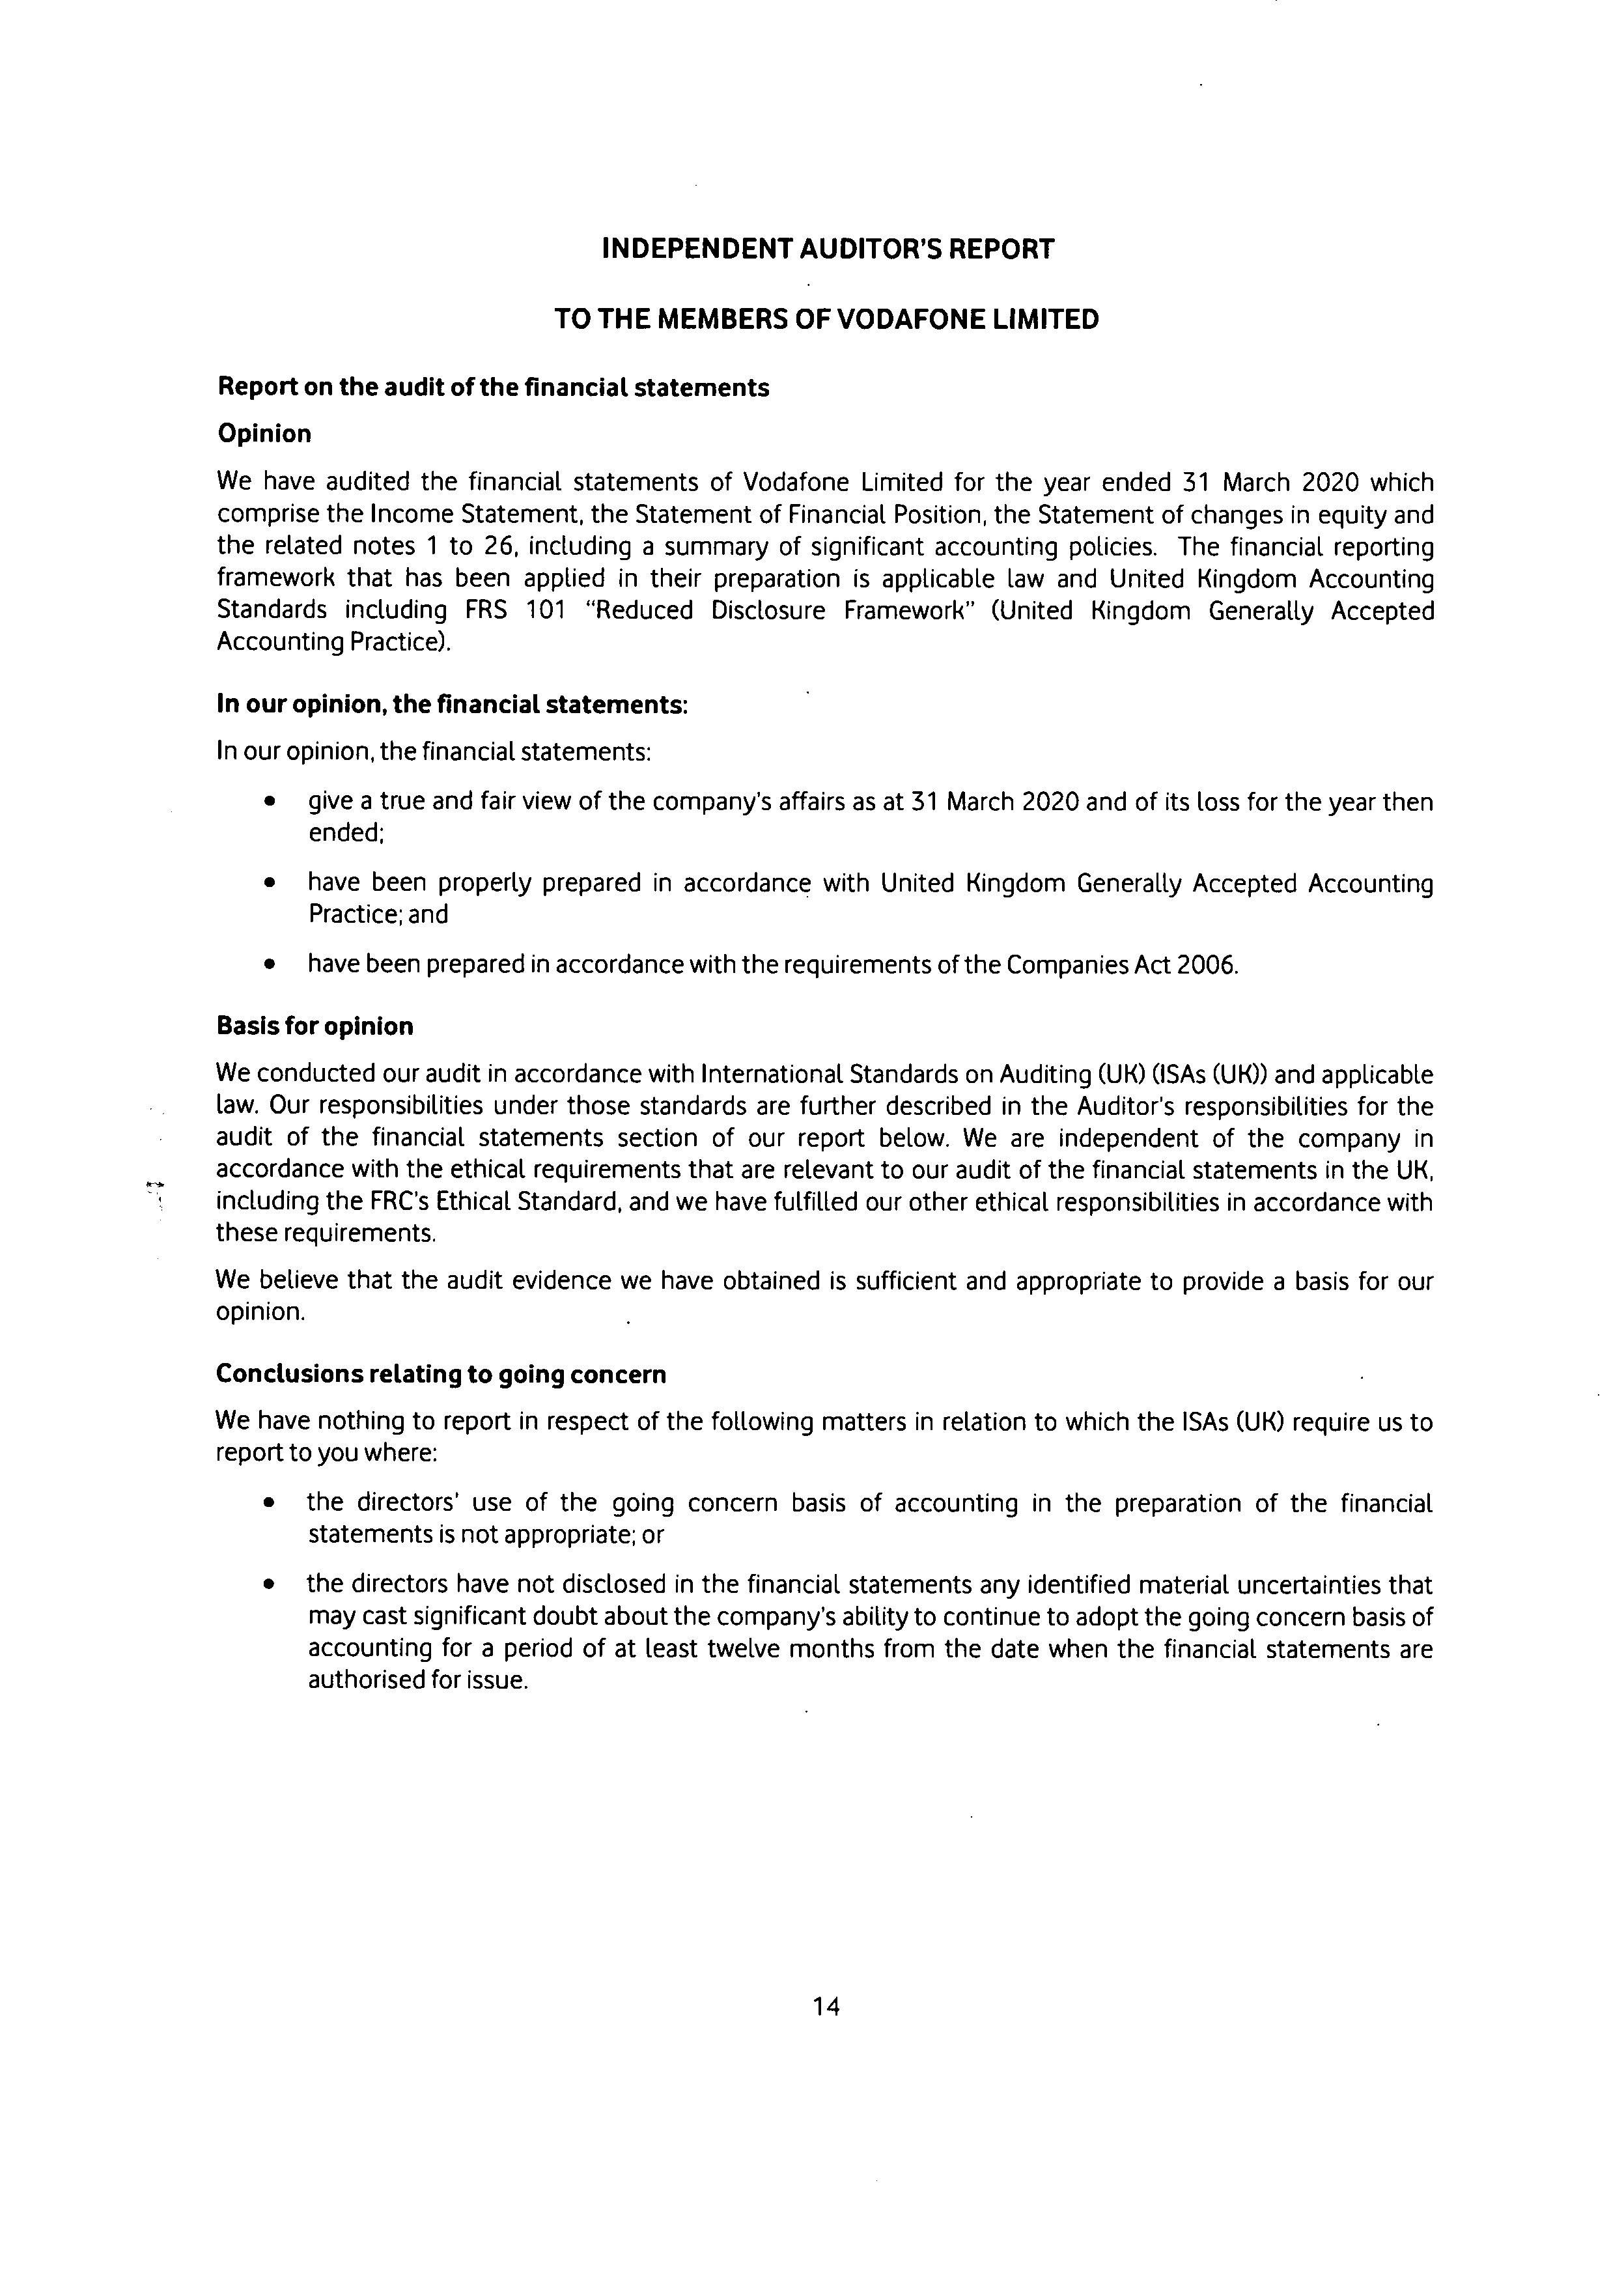 INDEPENDENT AUDITOR'S REPORT
TO THE MEMBERS OF VODAFONE LIMITED
Report on the audit of the financial statements
Opinion
We have audited the financial statements of Vodafone Limited for the year ended 31 March 2020 which
comprise the Income Statement, the Statement of Financial Position, the Statement of changes in equity and
the related notes 1 to 26, including a summary of significant accounting policies. The financial reporting
framework that has been applied in their preparation is applicable law and United Kingdom Accounting
Standards including FRS 101 “Reduced Disclosure Framework” (United Kingdom Generally Accepted
Accounting Practice).
In our opinion, the financial statements:
In our opinion, the financial statements:
• give a true and fair view of the company's affairs as at 31 March 2020 and of its loss for the year then
ended;
• have been properly prepared in accordance with United Kingdom Generally Accepted Accounting
Practice; and
• have been prepared in accordance with the requirements of the Companies Act 2006.
Basis for opinion
We conducted our audit in accordance with International Standards on Auditing (UK) (ISAs (UK)) and applicable
law. Our responsibilities under those standards are further described in the Auditor's responsibilities for the
audit of the financial statements section of our report below. We are independent of the company in
accordance with the ethical requirements that are relevant to our audit of the financial statements in the UK,
including the FRC's Ethical Standard, and we have fulfilled our other ethical responsibilities in accordance with
these requirements.
We believe that the audit evidence we have obtained is sufficient and appropriate to provide a basis for our
opinion.
Conclusions relating to going concern
We have nothing to report in respect of the following matters in relation to which the ISAs (UK) require us to
report to you where:
• the directors' use of the going concern basis of accounting in the preparation of the financial
statements is not appropriate; or
• the directors have not disclosed in the financial statements any identified material uncertainties that
may cast significant doubt about the company's ability to continue to adopt the going concern basis of
accounting for a period of at least twelve months from the date when the financial statements are
authorised for issue.
14